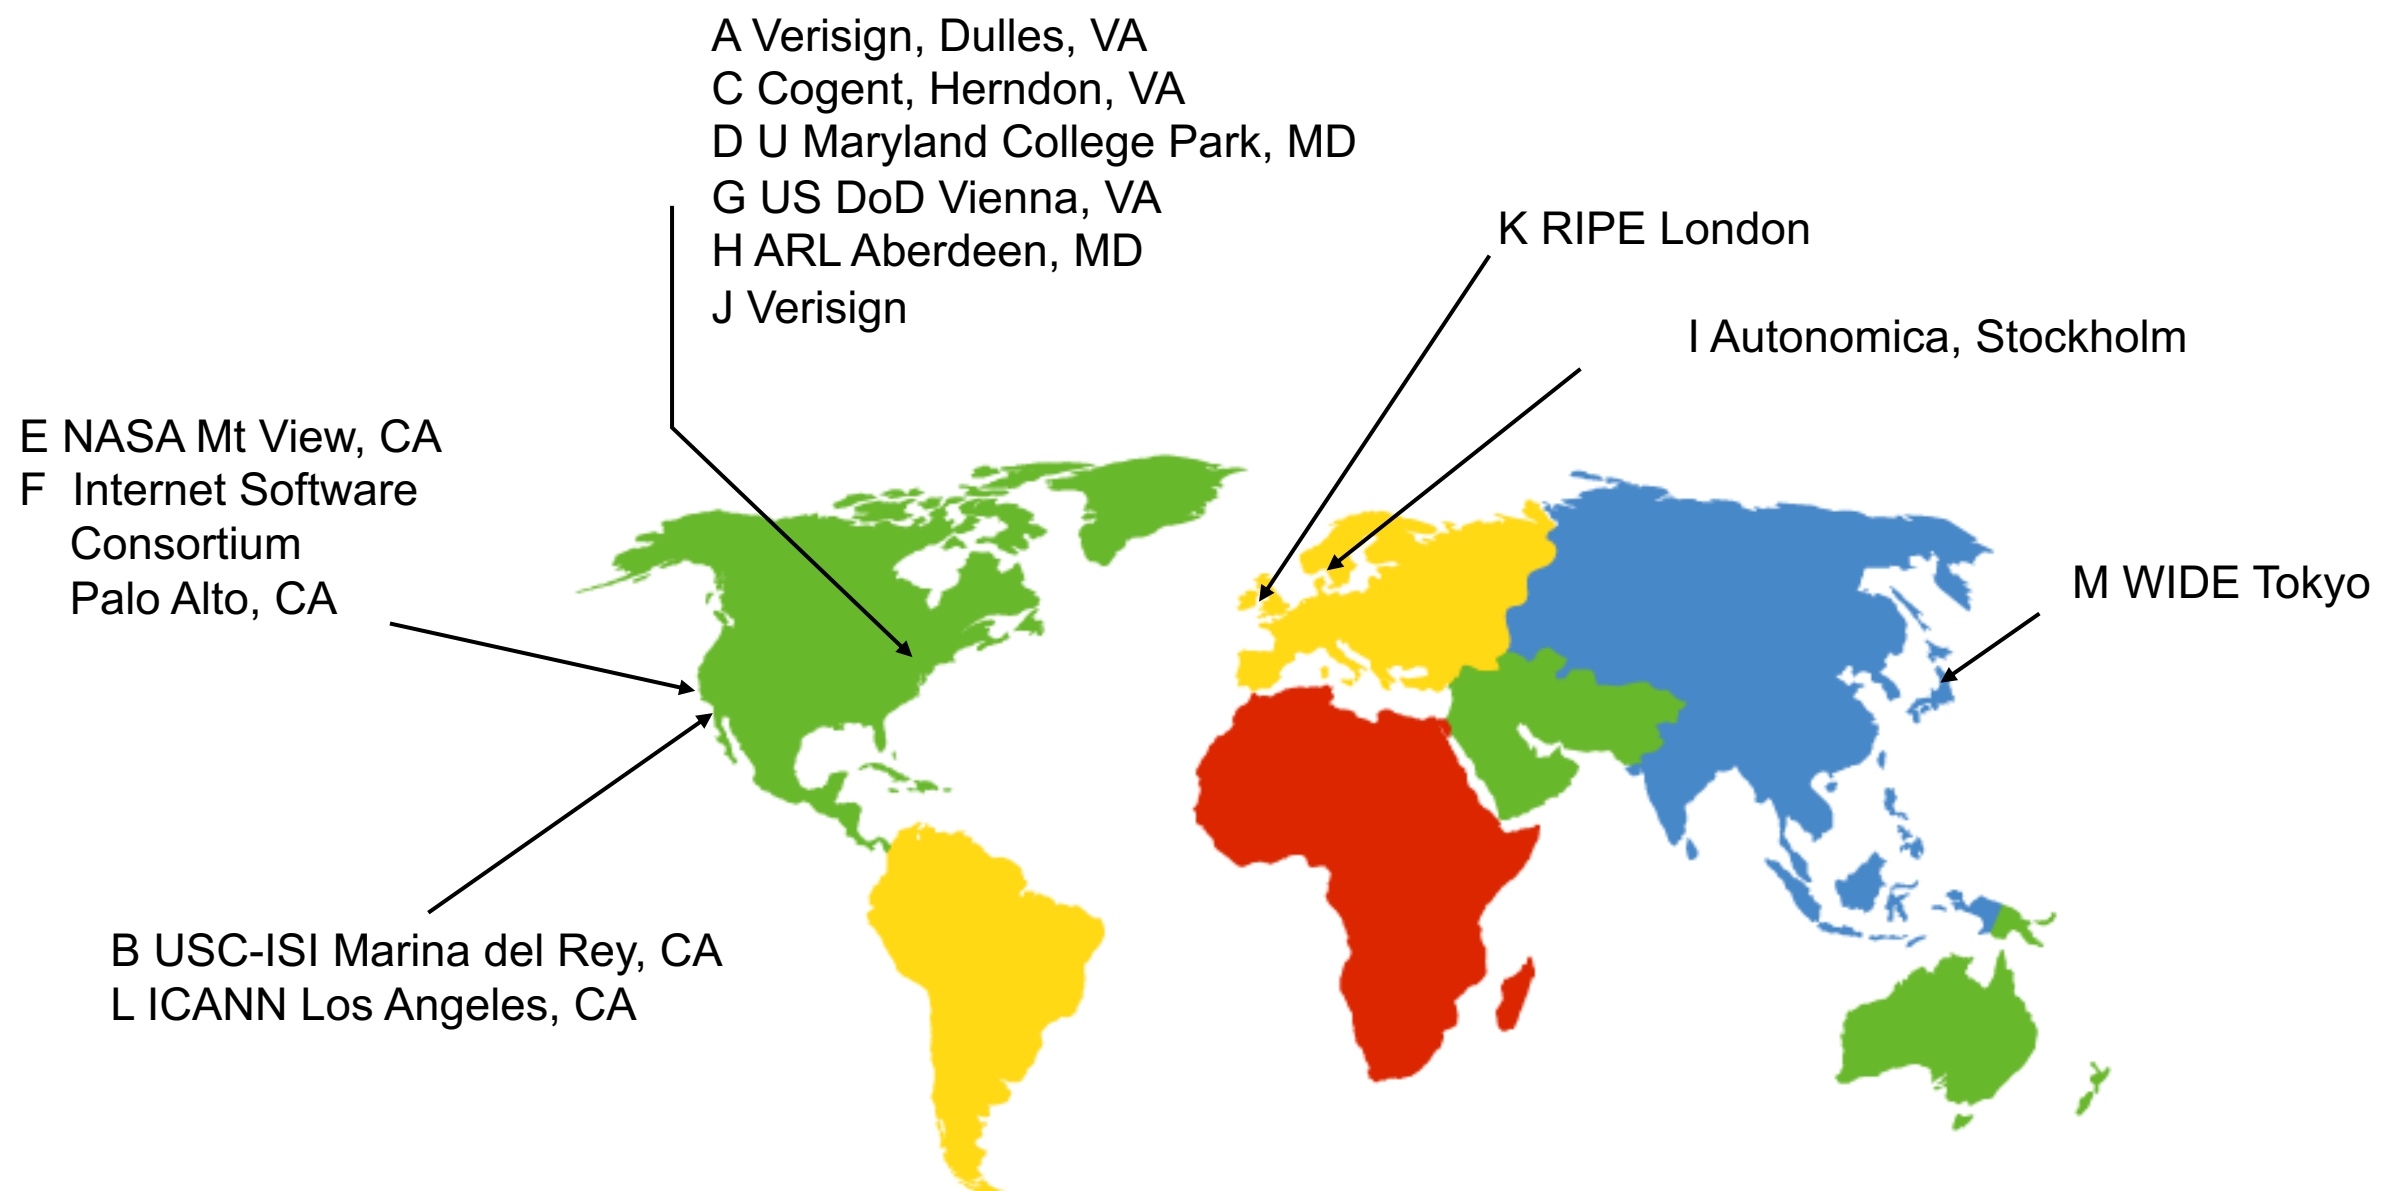 A Verisign, Dulles, VA
C Cogent, Herndon, VA
D U Maryland College Park, MD
G US DoD Vienna, VA
H ARL Aberdeen, MD
J Verisign
K RIPE London
I Autonomica, Stockholm
E NASA Mt View, CA
F Internet Software
Consortium
Palo Alto, CA
M WIDE Tokyo
B USC-ISI Marina del Rey, CA
L ICANN Los Angeles, CA